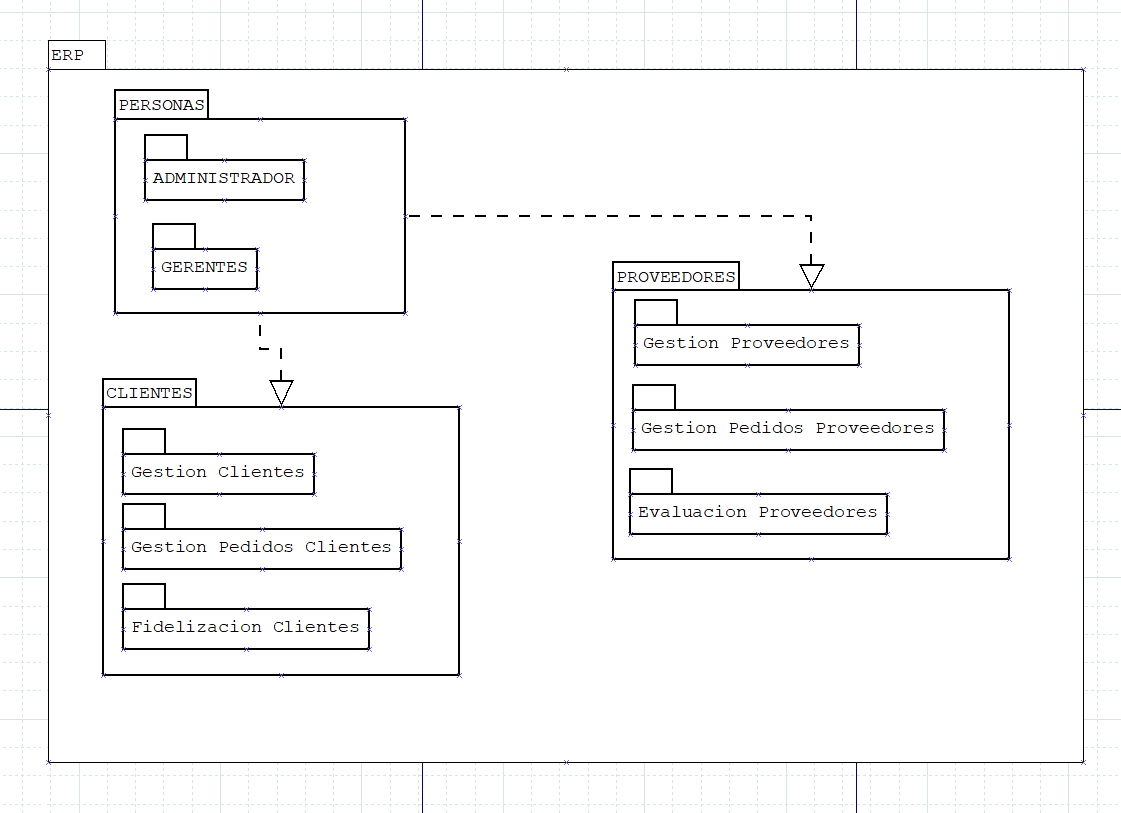 ERP
PERSONAS
ADMINISTRADOR
GERENTES
PROVEEDORES
Gestion Proveedores
Gestion Pedidos Proveedores
Evaluacion Proveedores
CLIENTES
Gestion Clientes
Gestion Pedidos Clientes
Fidelizacion Clientes